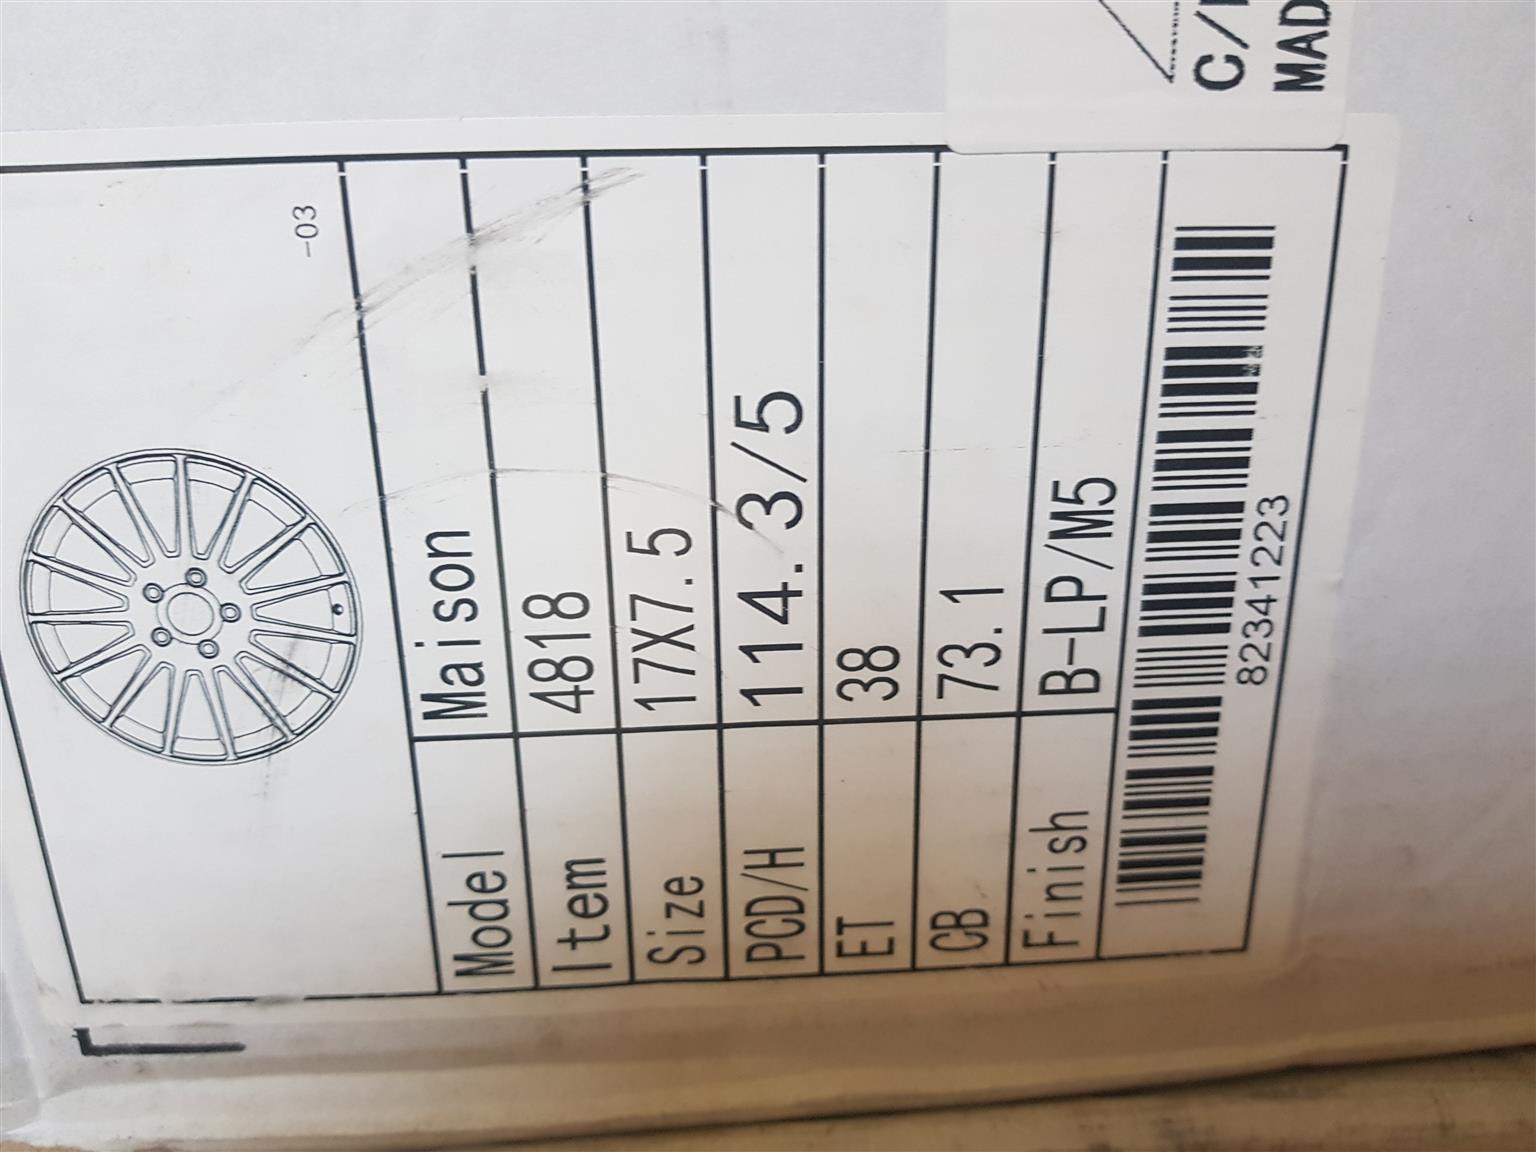 -03
Model Maison
Item 4818
Size 17X7.5
PCD/H 114.3/5
ET 38
CB 73.1
Finish B-LP/M5
82341223